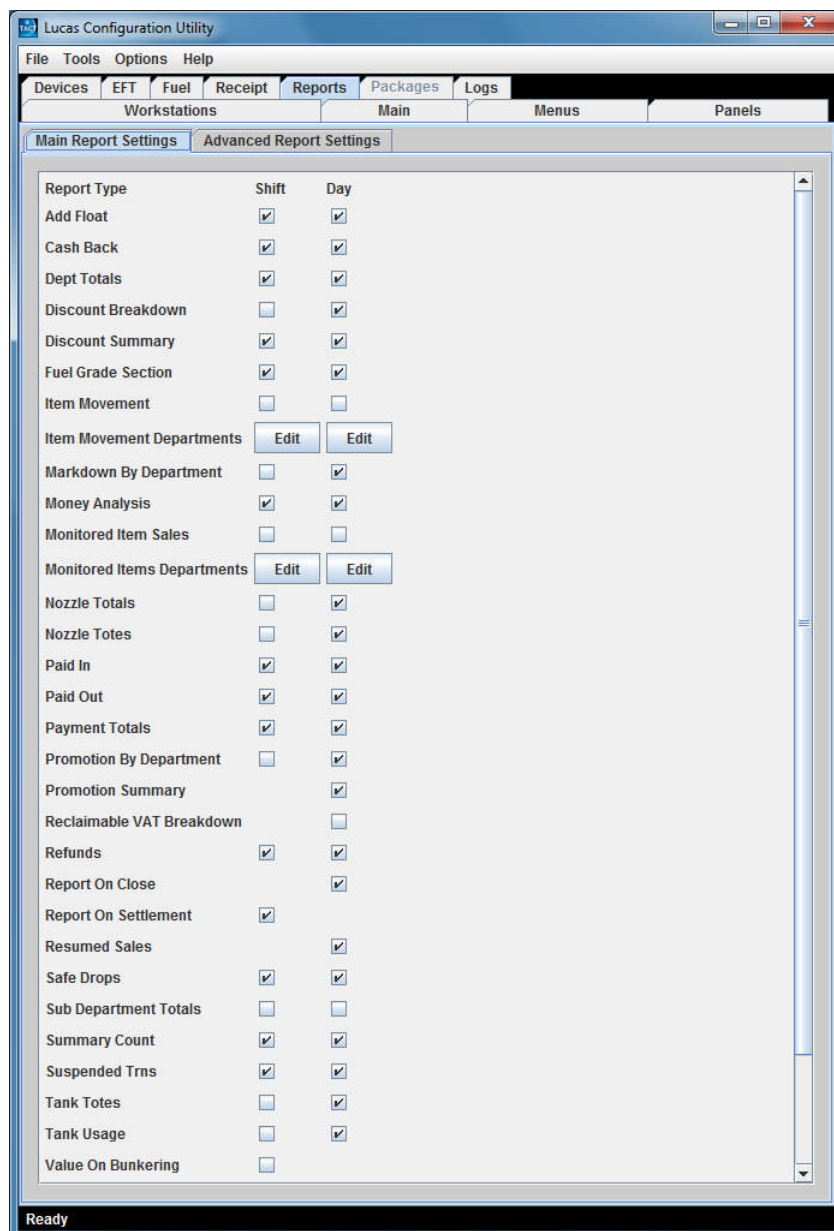 TACT Lucas Configuration Utility
File Tools Options Help
Devices EFT Fuel Receipt Reports Packages Logs
Workstations Main Menus Panels
Main Report Settings Advanced Report Settings
Report Type Shift Day
Add Float
Cash Back
Dept Totals
Discount Breakdown
Discount Summary
Fuel Grade Section
Item Movement
Item Movement Departments Edit Edit
Markdown By Department
Money Analysis
Monitored Item Sales
Monitored Items Departments Edit Edit
Nozzle Totals
Nozzle Totes
Paid In
Paid Out
Payment Totals
Promotion By Department
Promotion Summary
Reclaimable VAT Breakdown
Refunds
Report On Close
Report On Settlement
Resumed Sales
Safe Drops
Sub Department Totals
Summary Count
Suspended Trns
Tank Totes
Tank Usage
Value On Bunkering
Ready